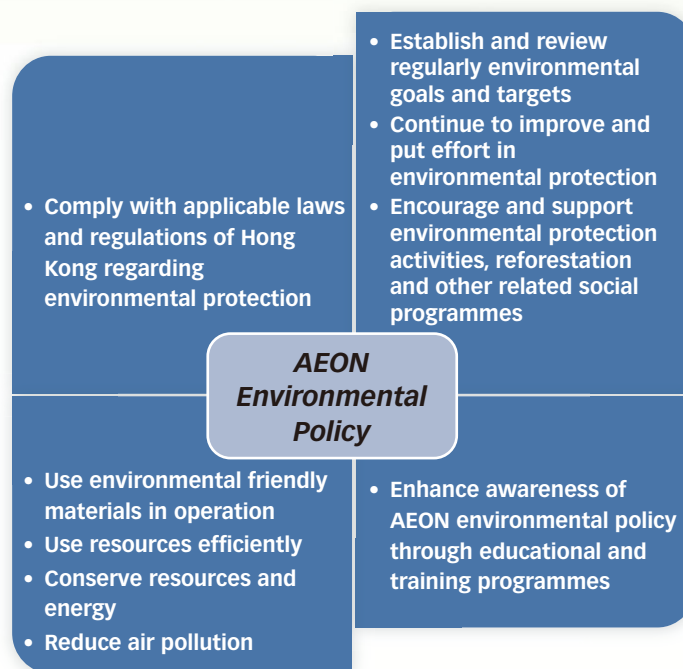 • Comply with applicable laws
and regulations of Hong
Kong regarding
environmental protection
• Establish and review
regularly environmental
goals and targets
• Continue to improve and
put effort in
environmental protection
• Encourage and support
environmental protection
activities, reforestation
and other related social
programmes
AEON
Environmental
Policy
• Use environmental friendly
materials in operation
• Use resources efficiently
• Conserve resources and
energy
• Reduce air pollution
• Enhance awareness of
AEON environmental policy
through educational and
training programmes